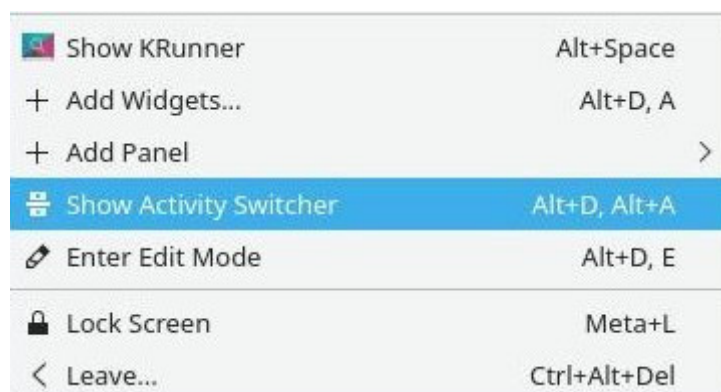 Show KRunner Alt+Space
Add Widgets... Alt+D, A
Add Panel
Show Activity Switcher Alt+D, Alt+A
Enter Edit Mode Alt+D, E
Lock Screen Meta+L
Leave... Ctrl+Alt+Del